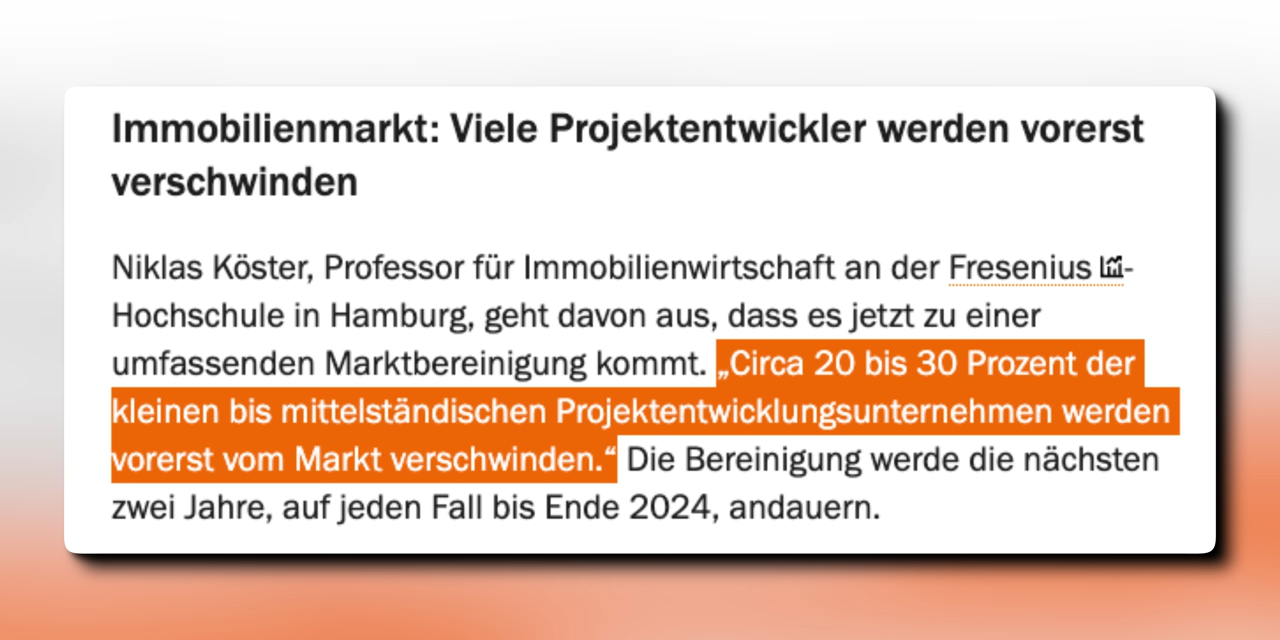 Immobilienmarkt: Viele Projektentwickler werden vorerst
verschwinden
Niklas Köster, Professor für Immobilienwirtschaft an der Fresenius -
Hochschule in Hamburg, geht davon aus, dass es jetzt zu einer
umfassenden Marktbereinigung kommt. „Circa 20 bis 30 Prozent der
kleinen bis mittelständischen Projektentwicklungsunternehmen werden
vorerst vom Markt verschwinden.“ Die Bereinigung werde die nächsten
zwei Jahre, auf jeden Fall bis Ende 2024, andauern.